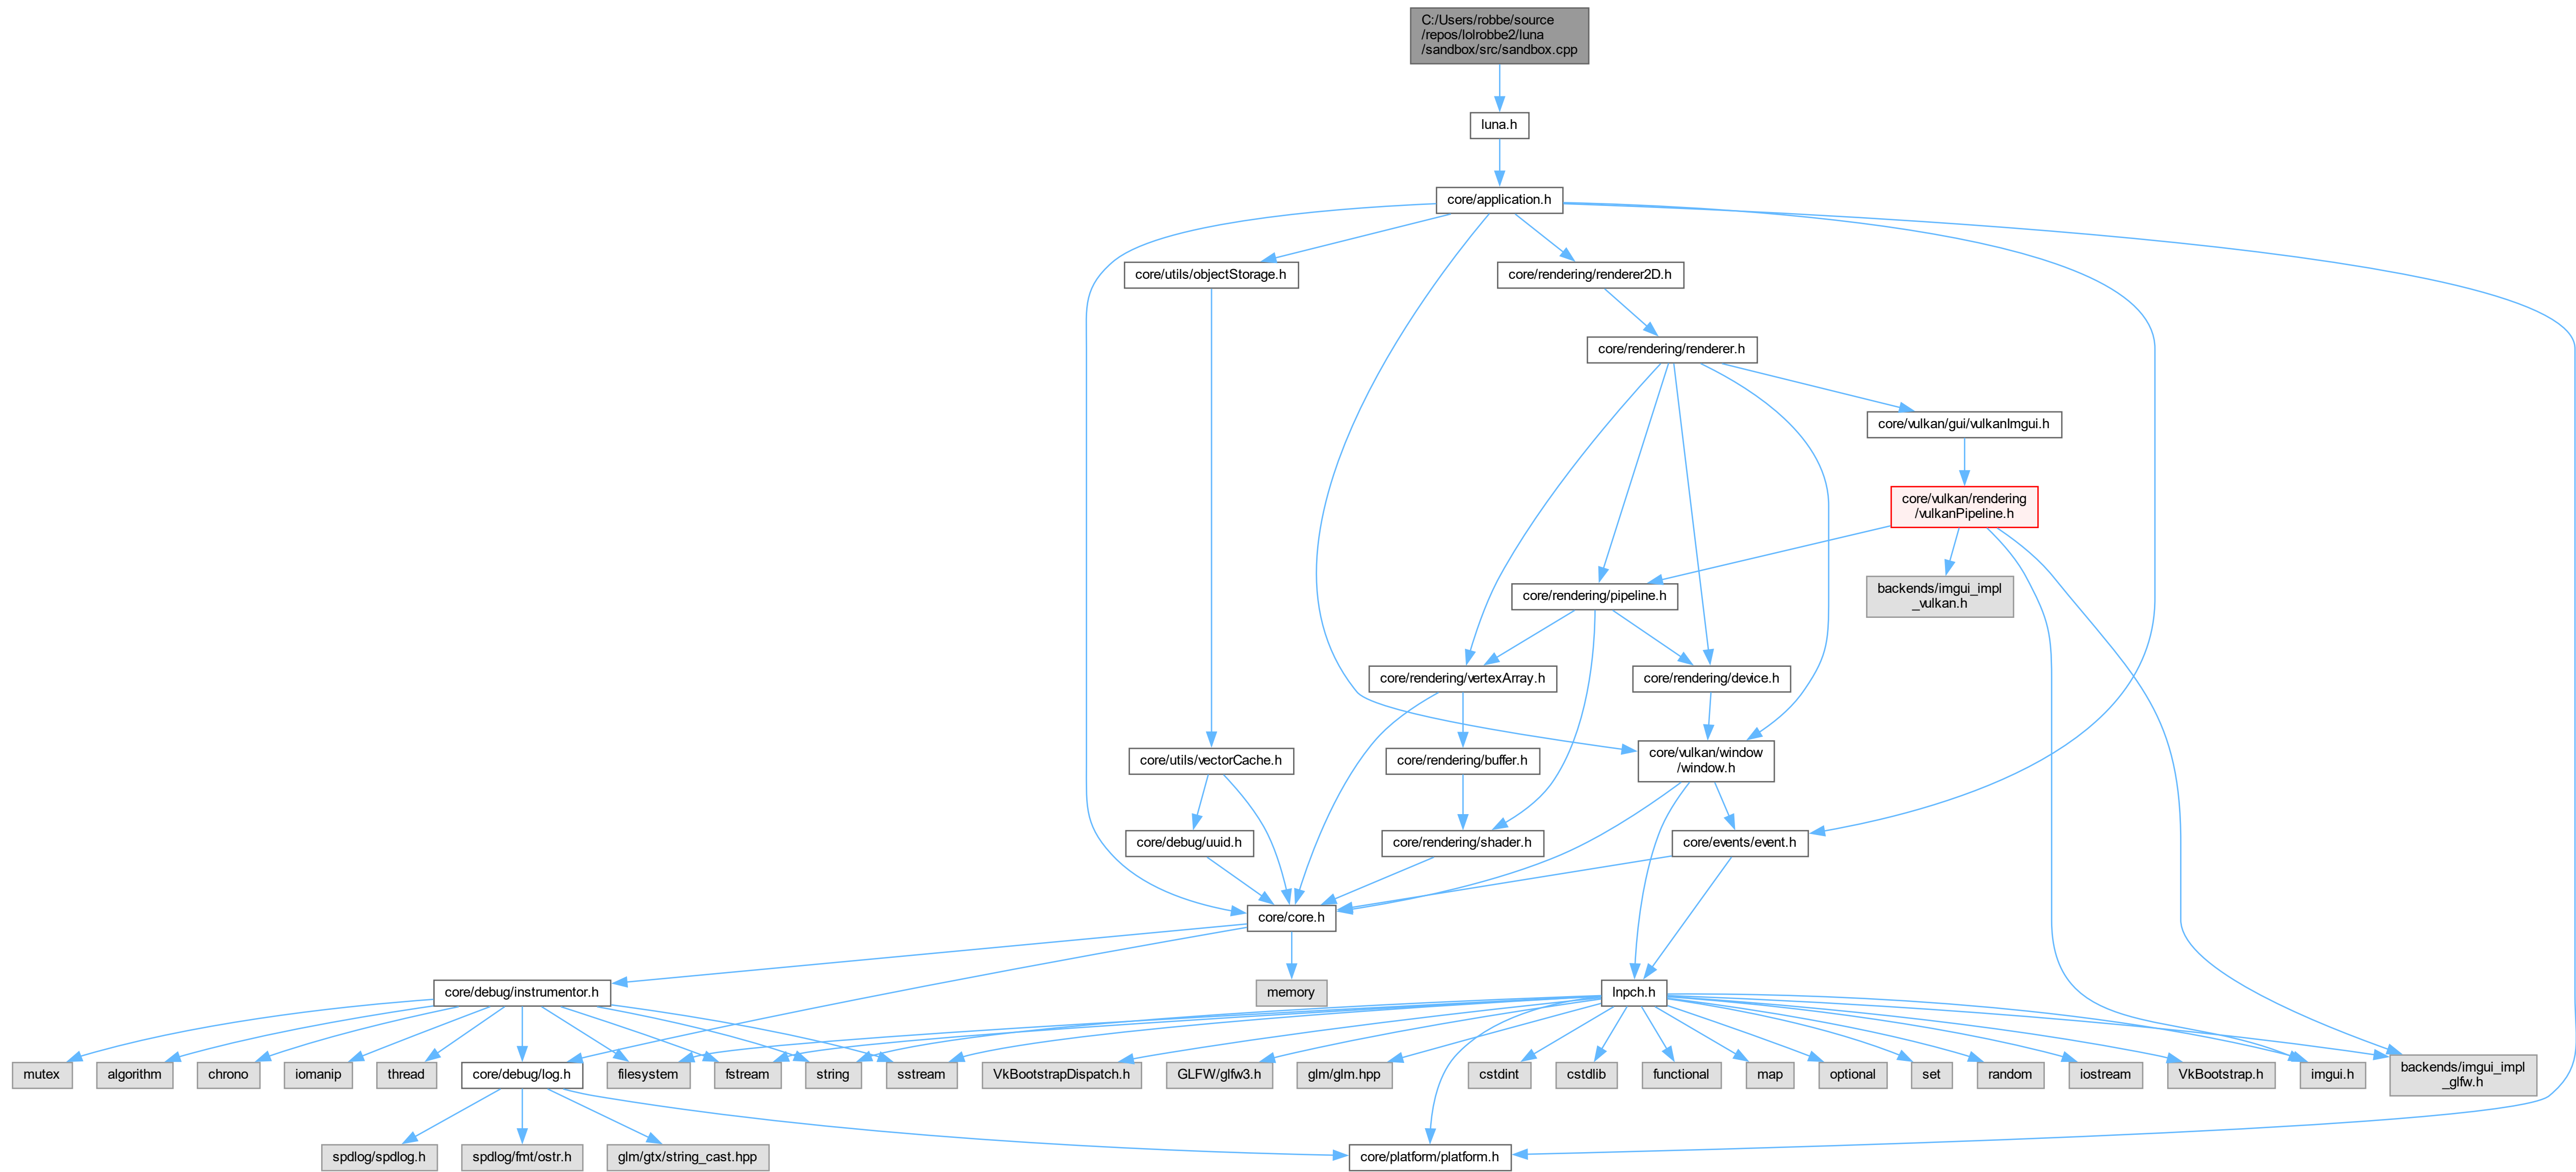 C:/Users/robbe/source
/repos/lolrobbe2/luna
/sandbox/src/sandbox.cpp
luna.h
core/application.h
core/utils/objectStorage.h
core/rendering/renderer2D.h
core/rendering/renderer.h
core/vulkan/gui/vulkanImgui.h
core/vulkan/rendering
/vulkanPipeline.h
core/rendering/pipeline.h
backends/imgui_impl
_vulkan.h
core/rendering/vertexArray.h
core/rendering/device.h
core/utils/vectorCache.h
core/rendering/buffer.h
core/vulkan/window
/window.h
core/debug/uuid.h
core/rendering/shader.h
core/events/event.h
core/core.h
core/debug/instrumentor.h
memory
lnpch.h
mutex
algorithm
chrono
iomanip
thread
core/debug/log.h
filesystem
fstream
string
sstream
VkBootstrapDispatch.h
GLFW/glfw3.h
glm/glm.hpp
cstdint
cstdlib
functional
map
optional
set
random
iostream
VkBootstrap.h
imgui.h
backends/imgui_impl
_glfw.h
spdlog/spdlog.h
spdlog/fmt/ostr.h
glm/gtx/string_cast.hpp
core/platform/platform.h